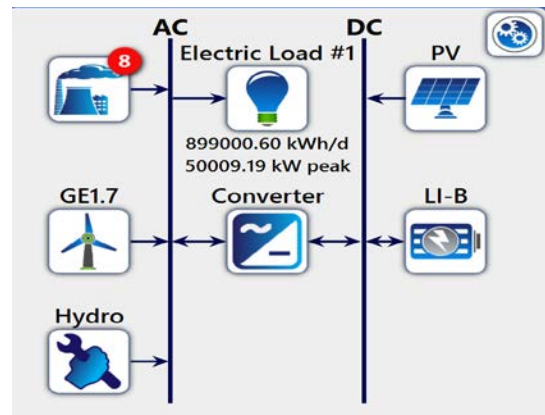 AC
DC
8
Electric Load #1
PV
899000.60 kWh/d
50009.19 kW peak
GE1.7
Converter
LI-B
Hydro